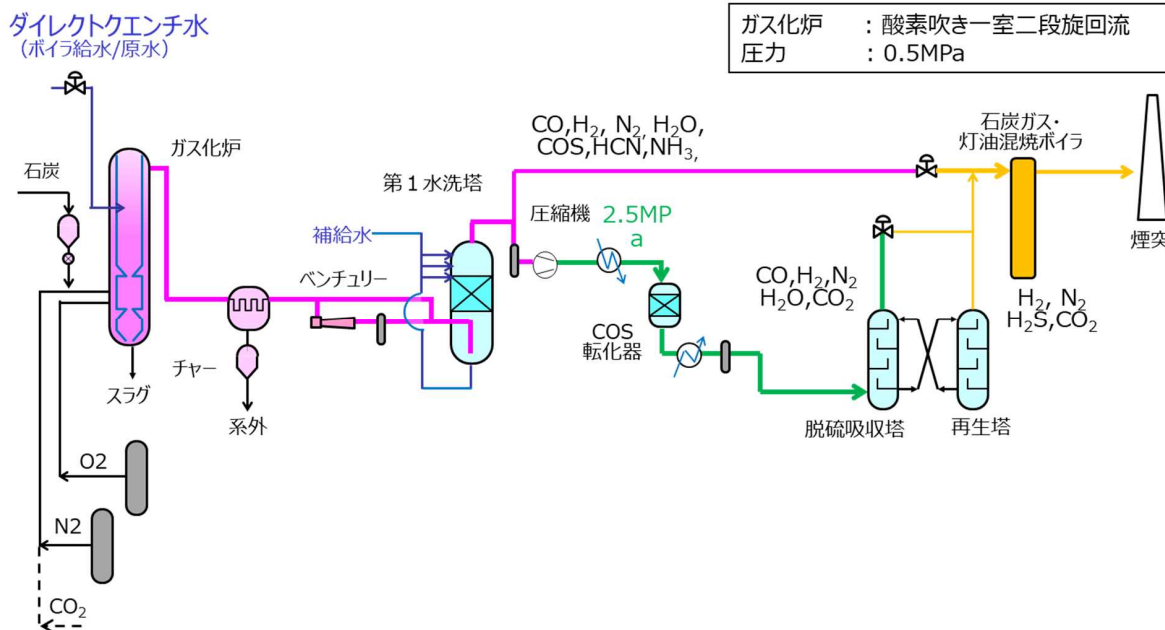 ダイレクトクエンチ水
（ボイラ給水/原水）
ガス化炉　：酸素吹き一室二段旋回流
圧力　：0.5MPa
石炭
ガス化炉
スラグ
チャー
系外
O2
N2
CO₂
補給水
ベンチュリー
第１水洗塔
CO,H₂, N₂, H₂O,
COS,HCN,NH₃,
圧縮機
2.5MP
a
COS
転化器
CO,H₂,N₂
H₂O,CO₂
脱硫吸収塔
再生塔
石炭ガス・
灯油混焼ボイラ
H₂, N₂
H₂S,CO₂
煙突